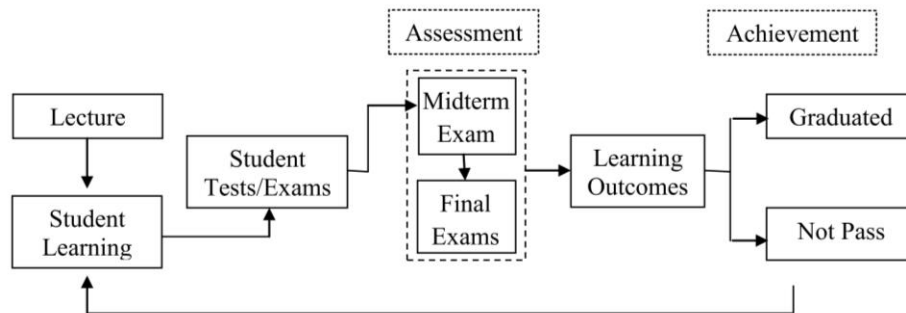 Assessment
Achievement
Lecture
Student
Learning
Student
Tests/Exams
Midterm
Exam
Final
Exams
Learning
Outcomes
Graduated
Not Pass